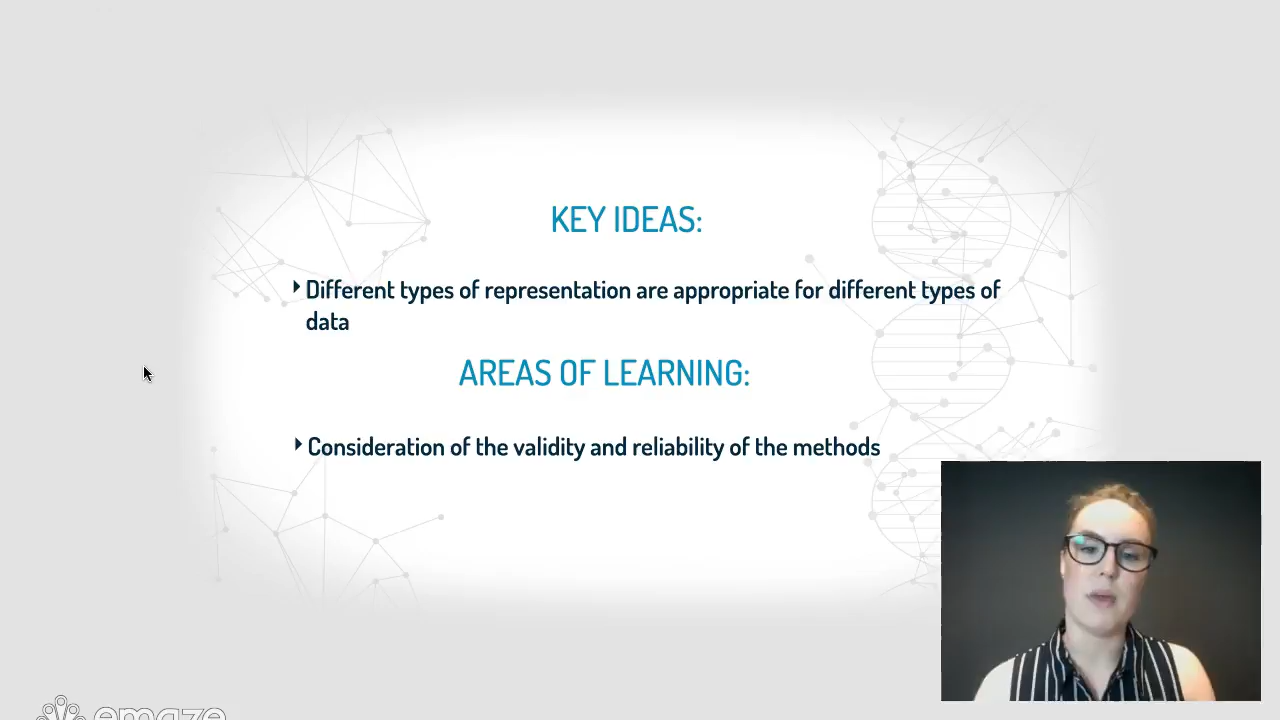 KEY IDEAS:
Different types of representation are appropriate for different types of
data
AREAS OF LEARNING:
Consideration of the validity and reliability of the methods
emaze